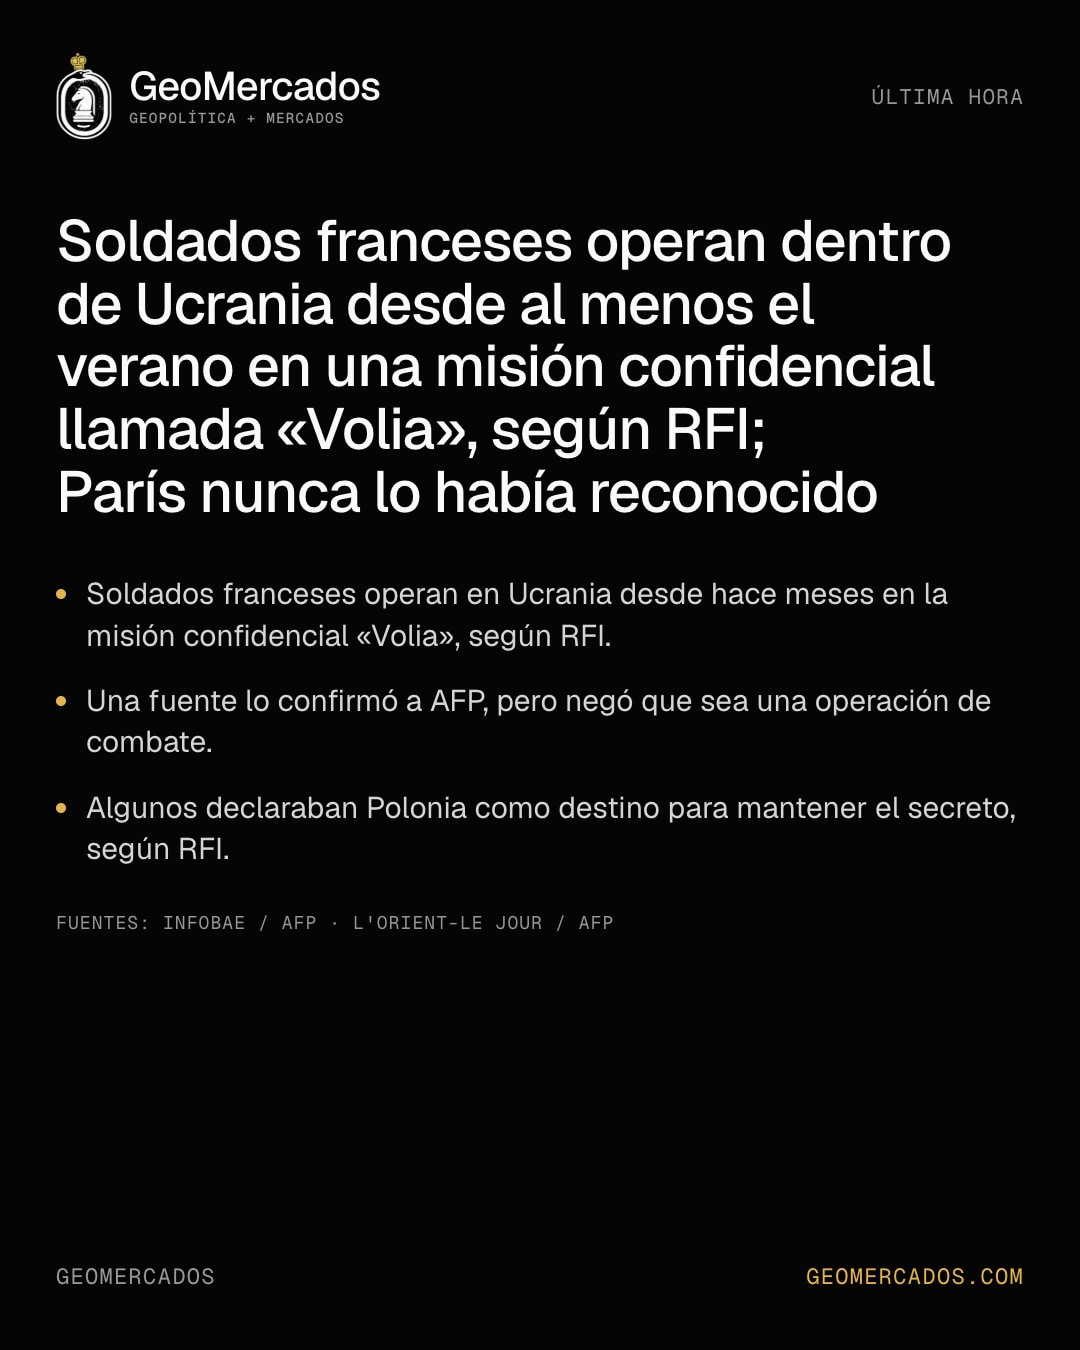 GeoMercados
GEOPOLÍTICA + MERCADOS
ÚLTIMA HORA
Soldados franceses operan dentro
de Ucrania desde al menos el
verano en una misión confidencial
llamada «Volia», según RFI;
París nunca lo había reconocido
• Soldados franceses operan en Ucrania desde hace meses en la
misión confidencial «Volia», según RFI.
• Una fuente lo confirmó a AFP, pero negó que sea una operación de
combate.
• Algunos declaraban Polonia como destino para mantener el secreto,
según RFI.
FUENTES: INFOBAE / AFP · L'ORIENT-LE JOUR / AFP
GEOMERCADOS
GEOMERCADOS.COM